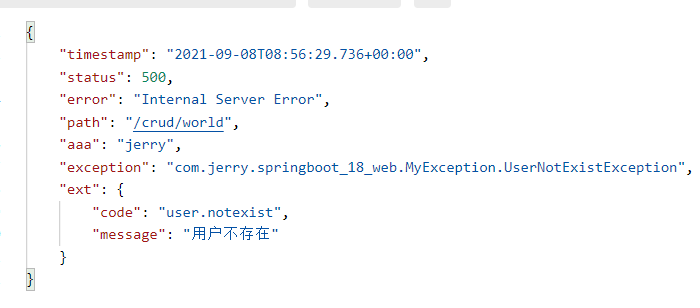 {
"timestamp": "2021-09-08T08:56:29.736+00:00",
"status": 500,
"error": "Internal Server Error",
"path": "/crud/world",
"aaa": "jerry",
"exception": "com.jerry.springboot_18_web.MyException.UserNotExistException",
"ext": {
"code": "user.notexist",
"message": "用户不存在"
}
}